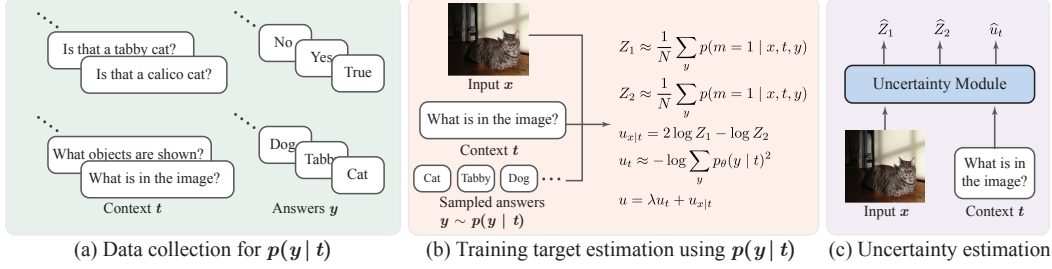 Is that a tabby cat?
Is that a calico cat?
No
Yes
True
What objects are shown?
What is in the image?
Context t
Dog
Tabb
Cat
Answers y
(a) Data collection for p(y | t)
Input x
What is in the image?
Context t
Cat Tabby Dog ...
Sampled answers
y ∼ p(y | t)
Z₁ ≈ 1/N ∑_y p(m = 1 | x, t, y)
Z₂ ≈ 1/N ∑_y p(m = 1 | x, t, y)
u_{x|t} = 2 log Z₁ − log Z₂
u_t ≈ − log ∑_y p_θ(y | t)²
u = λu_t + u_{x|t}
(b) Training target estimation using p(y | t)
Ẑ₁ Ẑ₂ û_t
Uncertainty Module
What is in
the image?
Input x Context t
(c) Uncertainty estimation